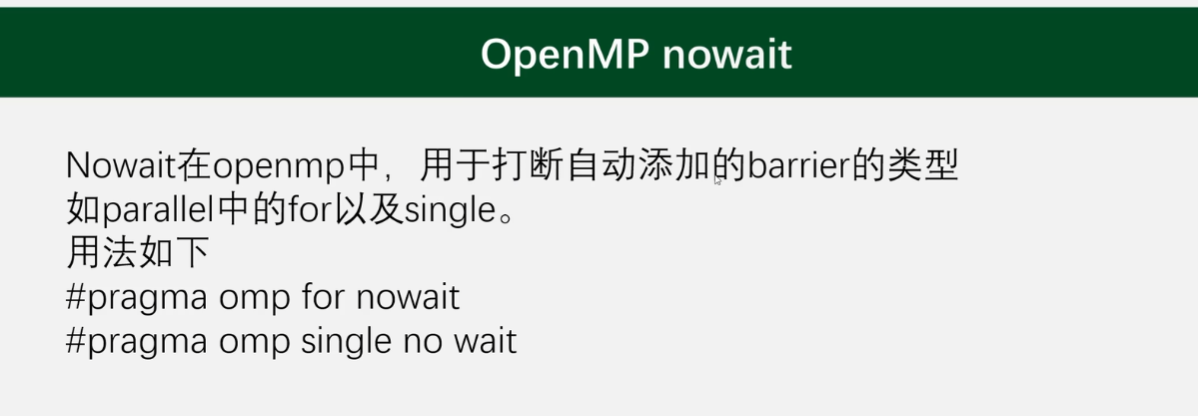 OpenMP nowait
Nowait在openmp中，用于打断自动添加的barrier的类型
如parallel中的for以及single。
用法如下
#pragma omp for nowait
#pragma omp single no wait